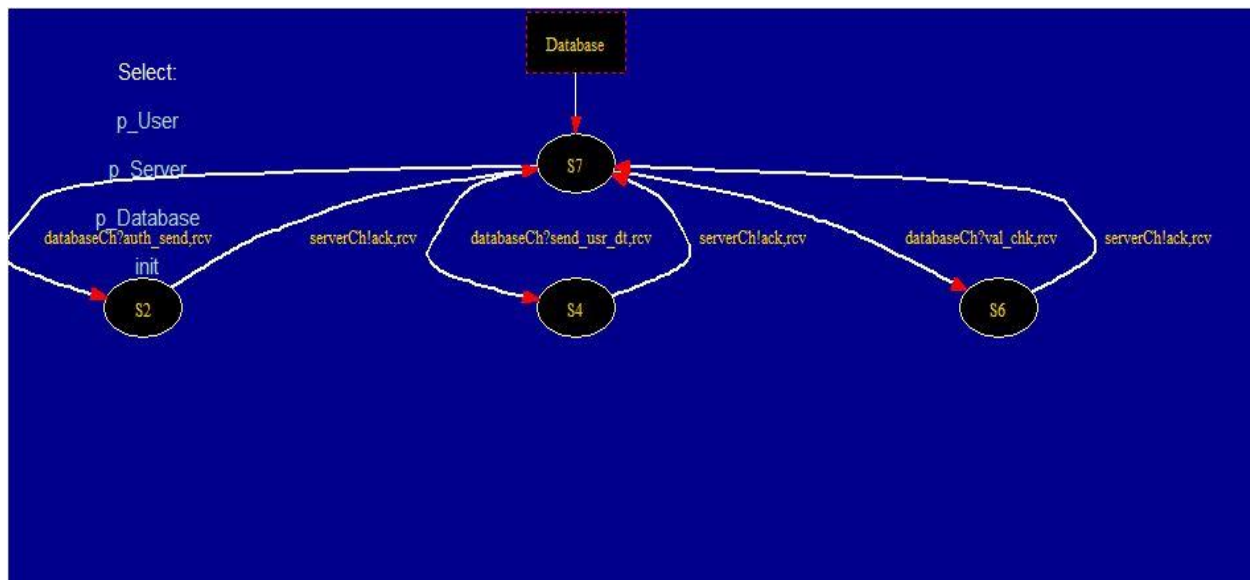 Database
Select:
p_User
p_Server
S7
p_Database
databaseCh?auth_send,rcv
serverCh!ack,rcv
databaseCh?send_usr_dt,rcv
serverCh!ack,rcv
databaseCh?val_chk,rcv
serverCh!ack,rcv
init
S2
S4
S6